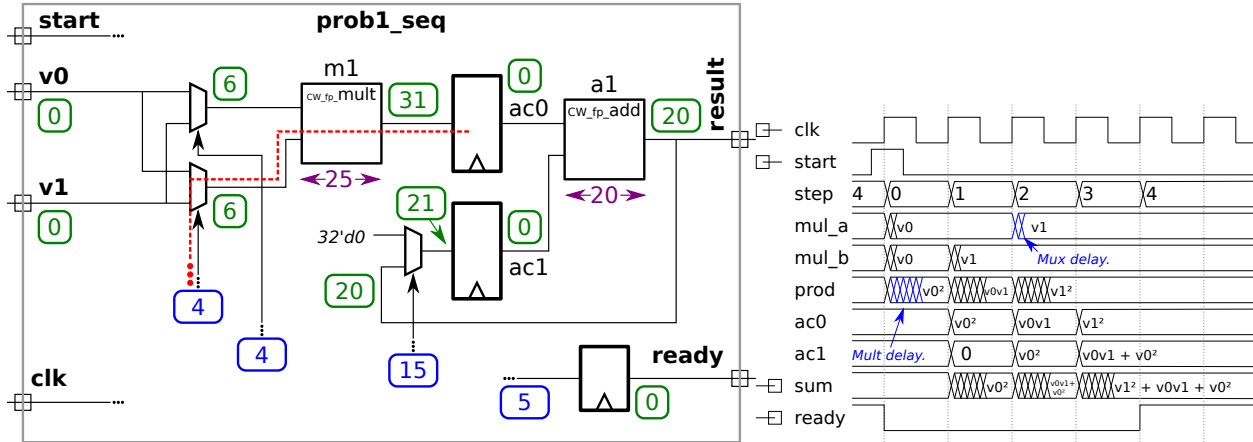 start
prob1_seq
v0
0
6
m1
CW_fp_mult
31
25
0
ac0
a1
CW_fp_add
20
20
result
v1
0
6
4
4
32'd0
21
20
0
ac1
15
clk
5
ready
0
clk
start
step
4 0 1 2 3 4
mul_a
v0 v1
Mux delay.
mul_b
v0 v1
prod
v0² v0v1 v1²
Mult delay.
ac0
v0² v0v1 v1²
ac1
0 v0² v0v1 + v0²
sum
v0² v0v1+ v0² v1² + v0v1 + v0²
ready